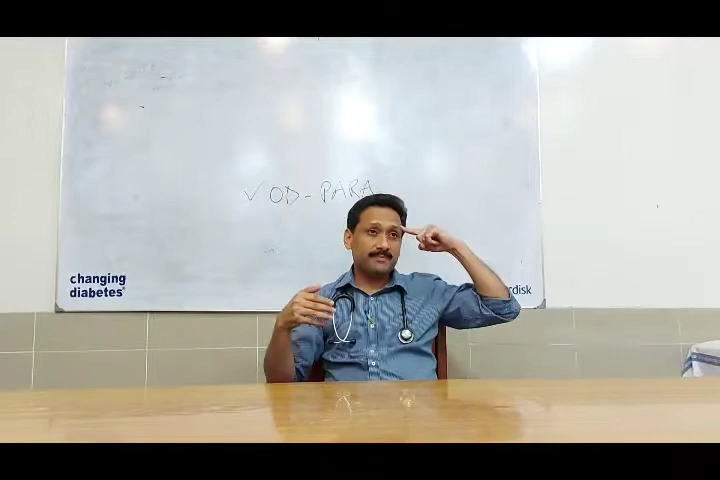 ✓ OD - PARA
changing
diabetes®
rdisk